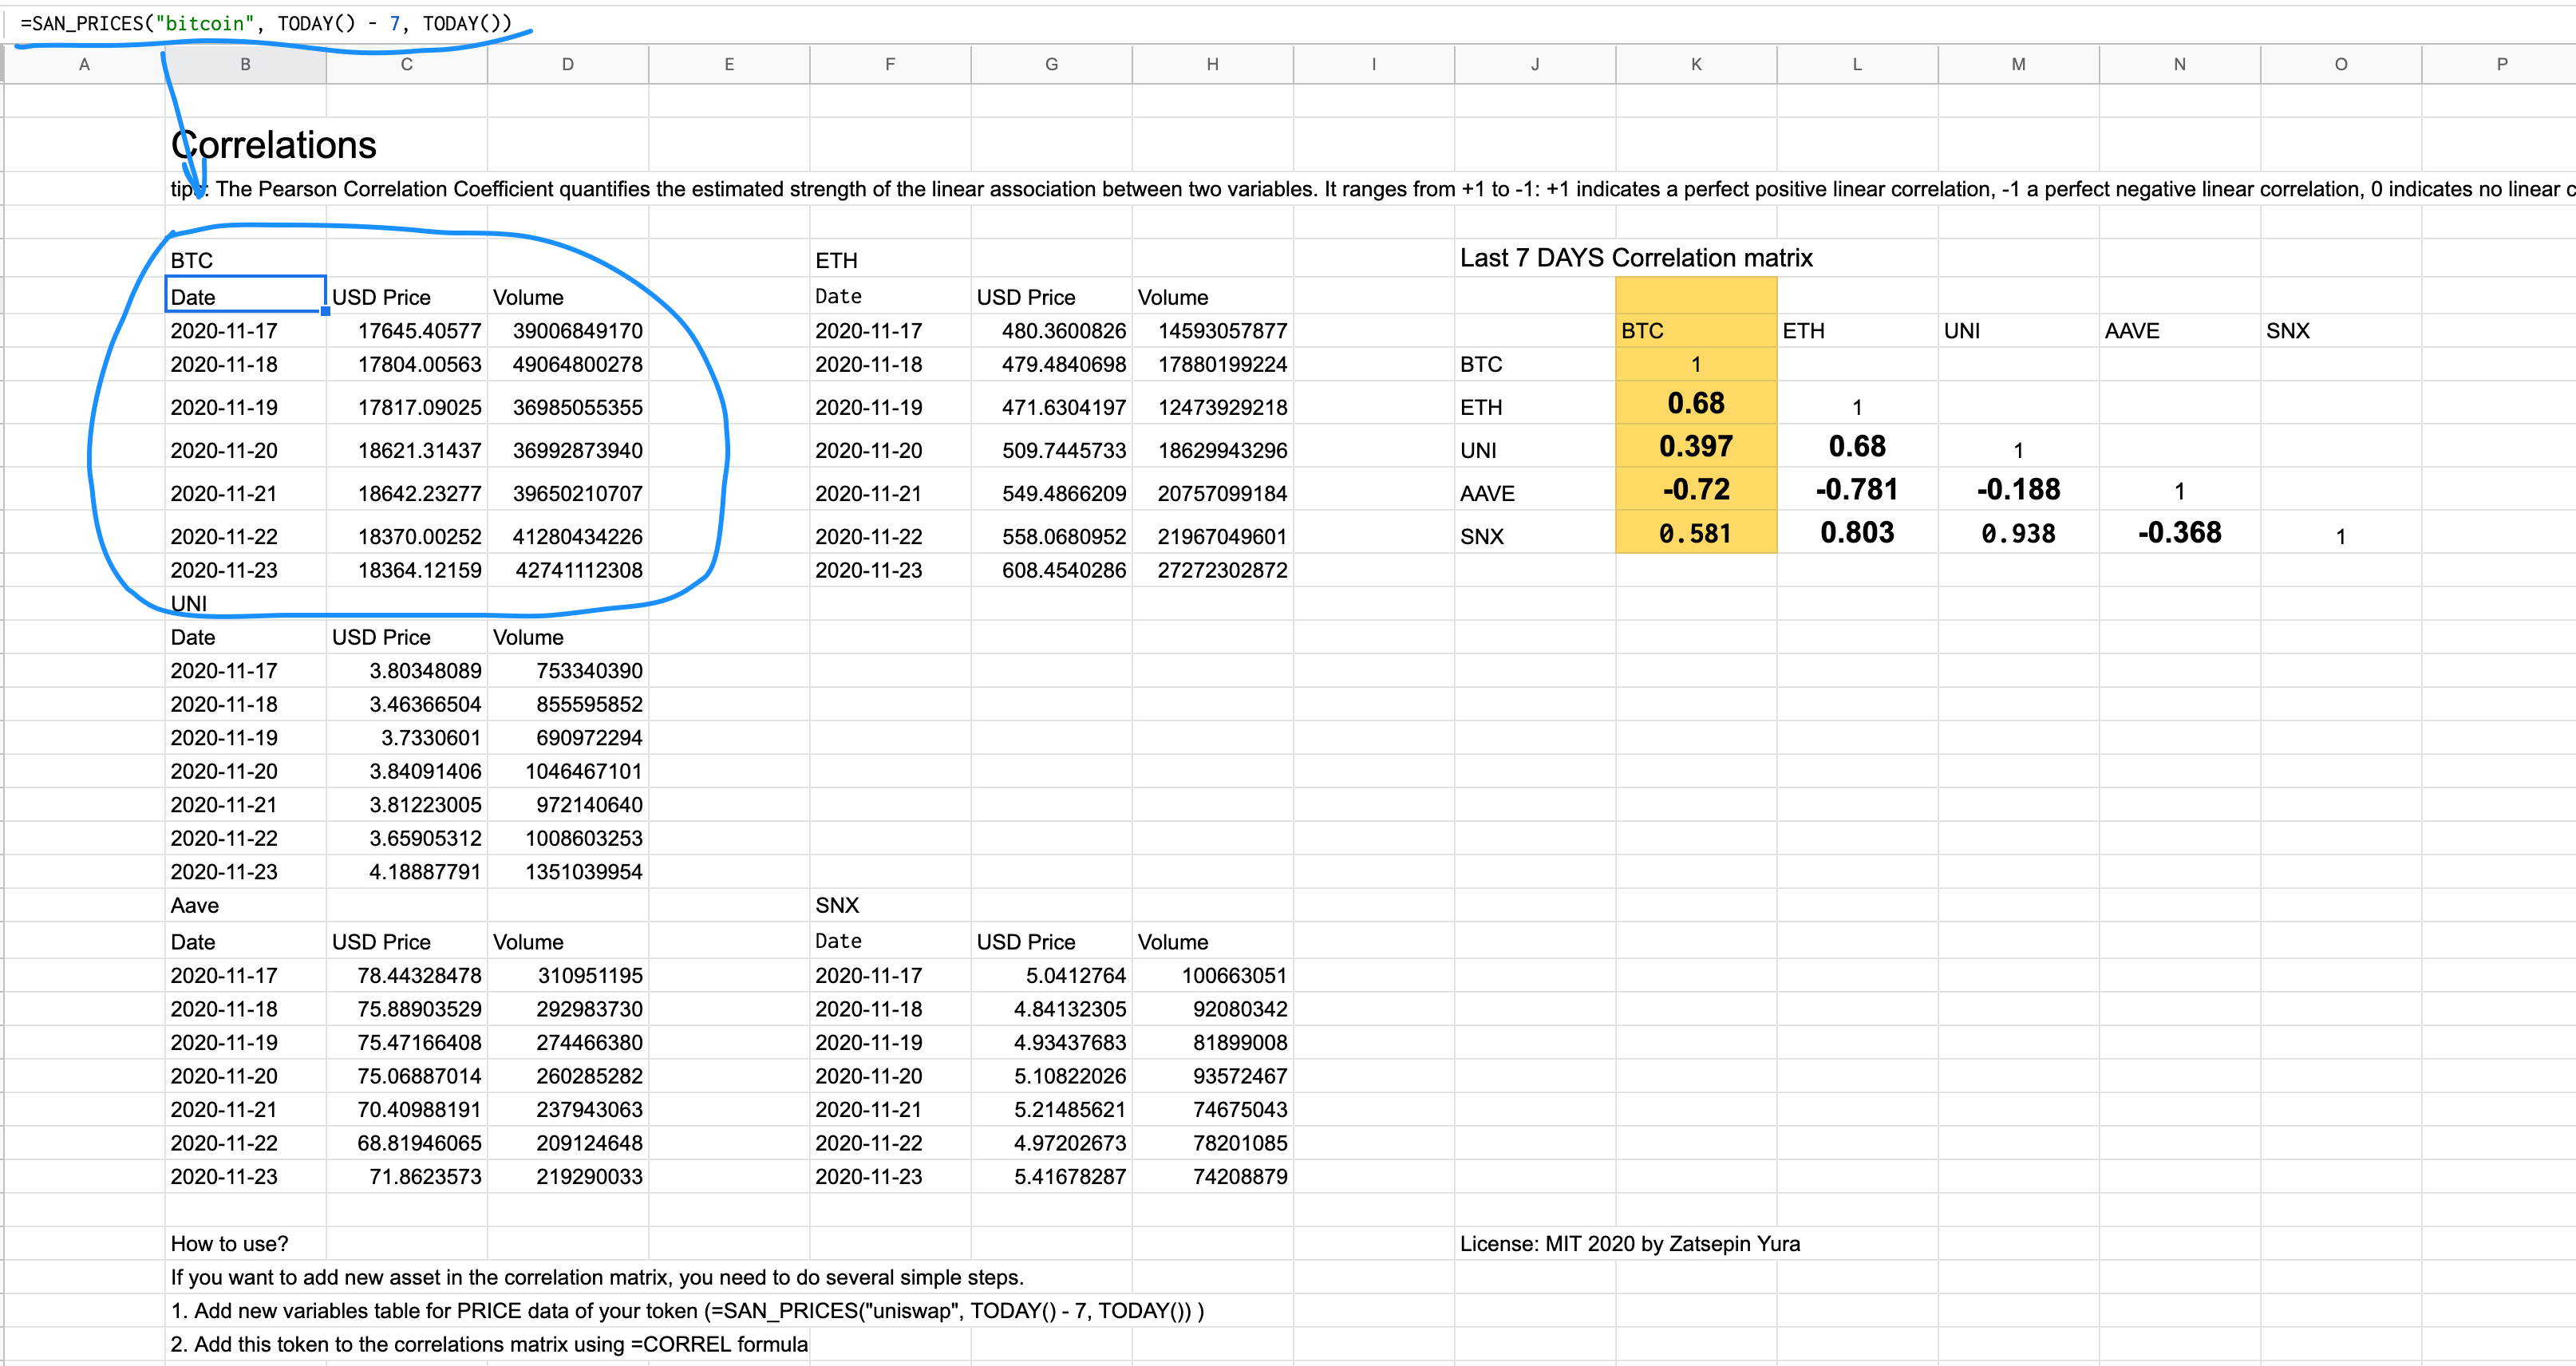 =SAN_PRICES("bitcoin", TODAY() - 7, TODAY())
A B C D E F G H I J K L M N O P
Correlations
tips: The Pearson Correlation Coefficient quantifies the estimated strength of the linear association between two variables. It ranges from +1 to -1: +1 indicates a perfect positive linear correlation, -1 a perfect negative linear correlation, 0 indicates no linear c
BTC ETH Last 7 DAYS Correlation matrix
Date USD Price Volume Date USD Price Volume
2020-11-17 17645.40577 39006849170 2020-11-17 480.3600826 14593057877 BTC ETH UNI AAVE SNX
2020-11-18 17804.00563 49064800278 2020-11-18 479.4840698 17880199224 BTC 1
2020-11-19 17817.09025 36985055355 2020-11-19 471.6304197 12473929218 ETH 0.68 1
2020-11-20 18621.31437 36992873940 2020-11-20 509.7445733 18629943296 UNI 0.397 0.68 1
2020-11-21 18642.23277 39650210707 2020-11-21 549.4866209 20757099184 AAVE -0.72 -0.781 -0.188 1
2020-11-22 18370.00252 41280434226 2020-11-22 558.0680952 21967049601 SNX 0.581 0.803 0.938 -0.368 1
2020-11-23 18364.12159 42741112308 2020-11-23 608.4540286 27272302872
UNI
Date USD Price Volume
2020-11-17 3.80348089 753340390
2020-11-18 3.46366504 855595852
2020-11-19 3.7330601 690972294
2020-11-20 3.84091406 1046467101
2020-11-21 3.81223005 972140640
2020-11-22 3.65905312 1008603253
2020-11-23 4.18887791 1351039954
Aave SNX
Date USD Price Volume Date USD Price Volume
2020-11-17 78.44328478 310951195 2020-11-17 5.0412764 100663051
2020-11-18 75.88903529 292983730 2020-11-18 4.84132305 92080342
2020-11-19 75.47166408 274466380 2020-11-19 4.93437683 81899008
2020-11-20 75.06887014 260285282 2020-11-20 5.10822026 93572467
2020-11-21 70.40988191 237943063 2020-11-21 5.21485621 74675043
2020-11-22 68.81946065 209124648 2020-11-22 4.97202673 78201085
2020-11-23 71.8623573 219290033 2020-11-23 5.41678287 74208879
How to use? License: MIT 2020 by Zatsepin Yura
If you want to add new asset in the correlation matrix, you need to do several simple steps.
1. Add new variables table for PRICE data of your token (=SAN_PRICES("uniswap", TODAY() - 7, TODAY()) )
2. Add this token to the correlations matrix using =CORREL formula